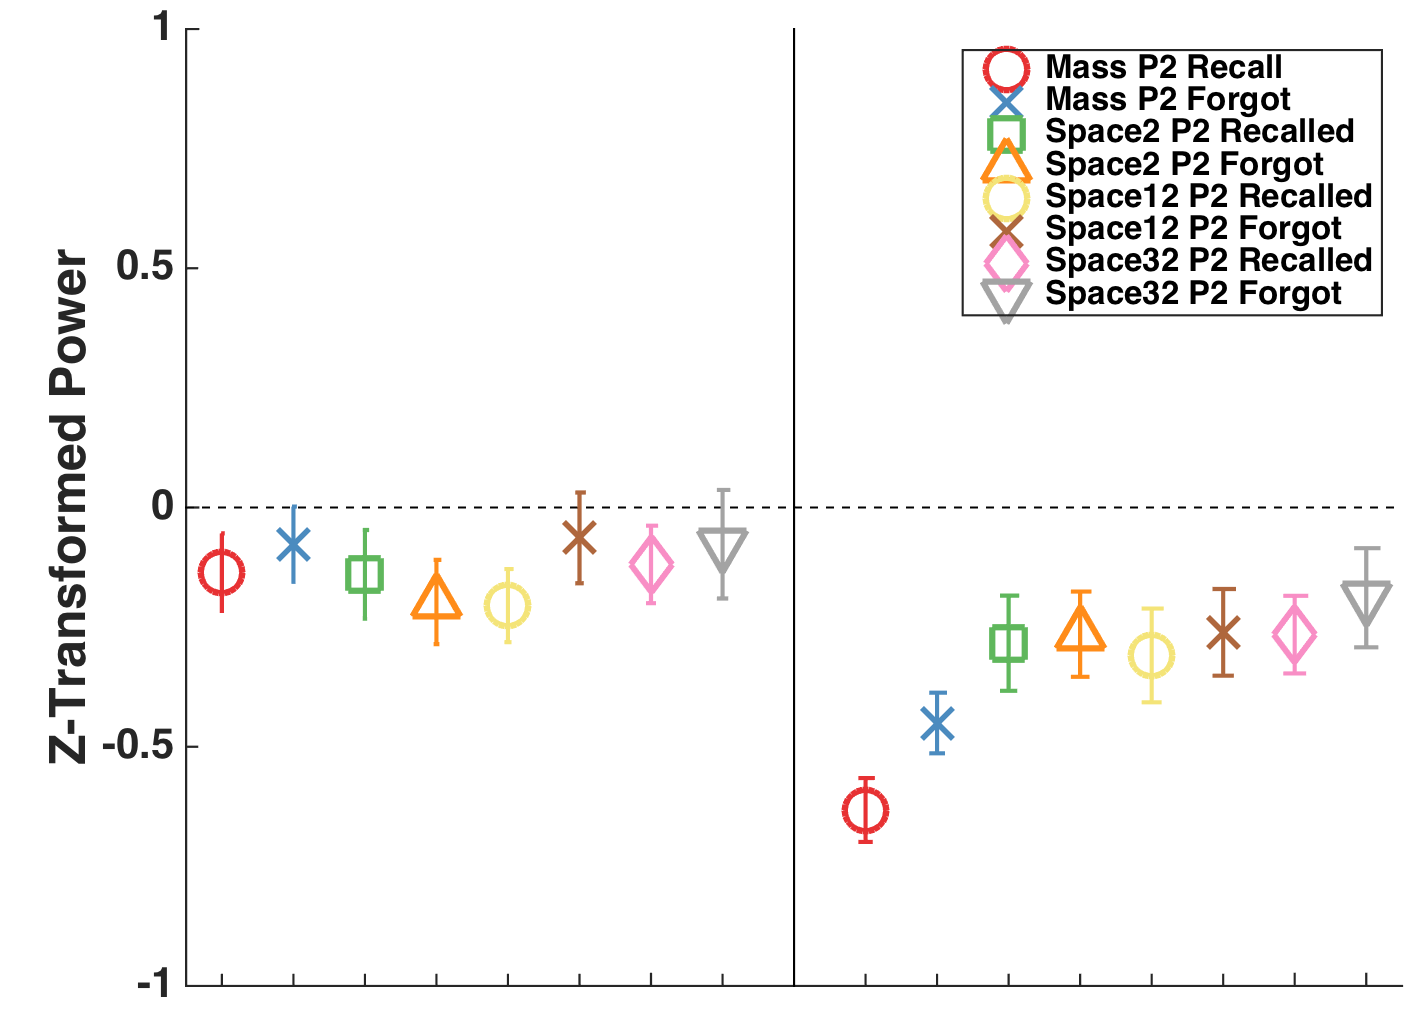 1
0.5
0
-0.5
-1
Z-Transformed Power
Mass P2 Recall
Mass P2 Forgot
Space2 P2 Recalled
Space2 P2 Forgot
Space12 P2 Recalled
Space12 P2 Forgot
Space32 P2 Recalled
Space32 P2 Forgot